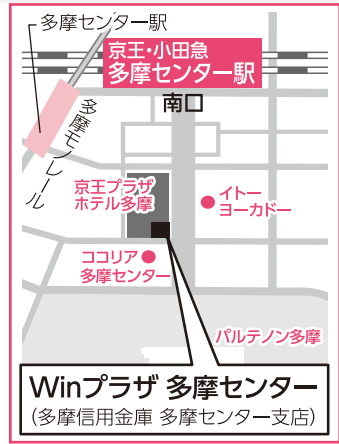 多摩センター駅
京王・小田急
多摩センター駅
南口
多摩モノレール
京王プラザ
ホテル多摩
イトー
ヨーカドー
ココリア
多摩センター
パルテノン多摩
Winプラザ 多摩センター
(多摩信用金庫 多摩センター支店)